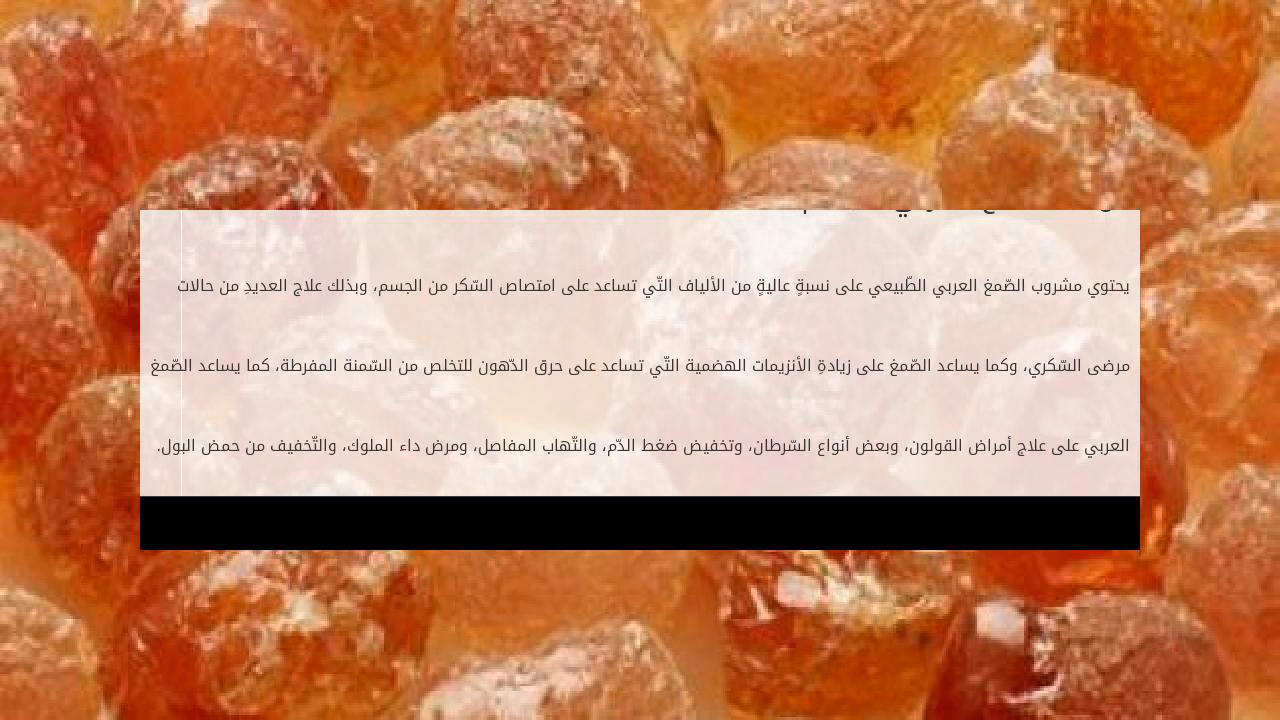 يحتوي مشروب الصّمغ العربي الطّبيعي على نسبةٍ عاليةٍ من الألياف التّي تساعد على امتصاص السّكر من الجسم، وبذلك علاج العديدِ من حالات
مرضى السّكري، وكما يساعد الصّمغ على زيادةِ الأنزيمات الهضمية التّي تساعد على حرق الدّهون للتخلص من السّمنة المفرطة، كما يساعد الصّمغ
العربي على علاج أمراض القولون، وبعض أنواع السّرطان، وتخفيض ضغط الدّم، والتّهاب المفاصل، ومرض داء الملوك، والتّخفيف من حمض البول.